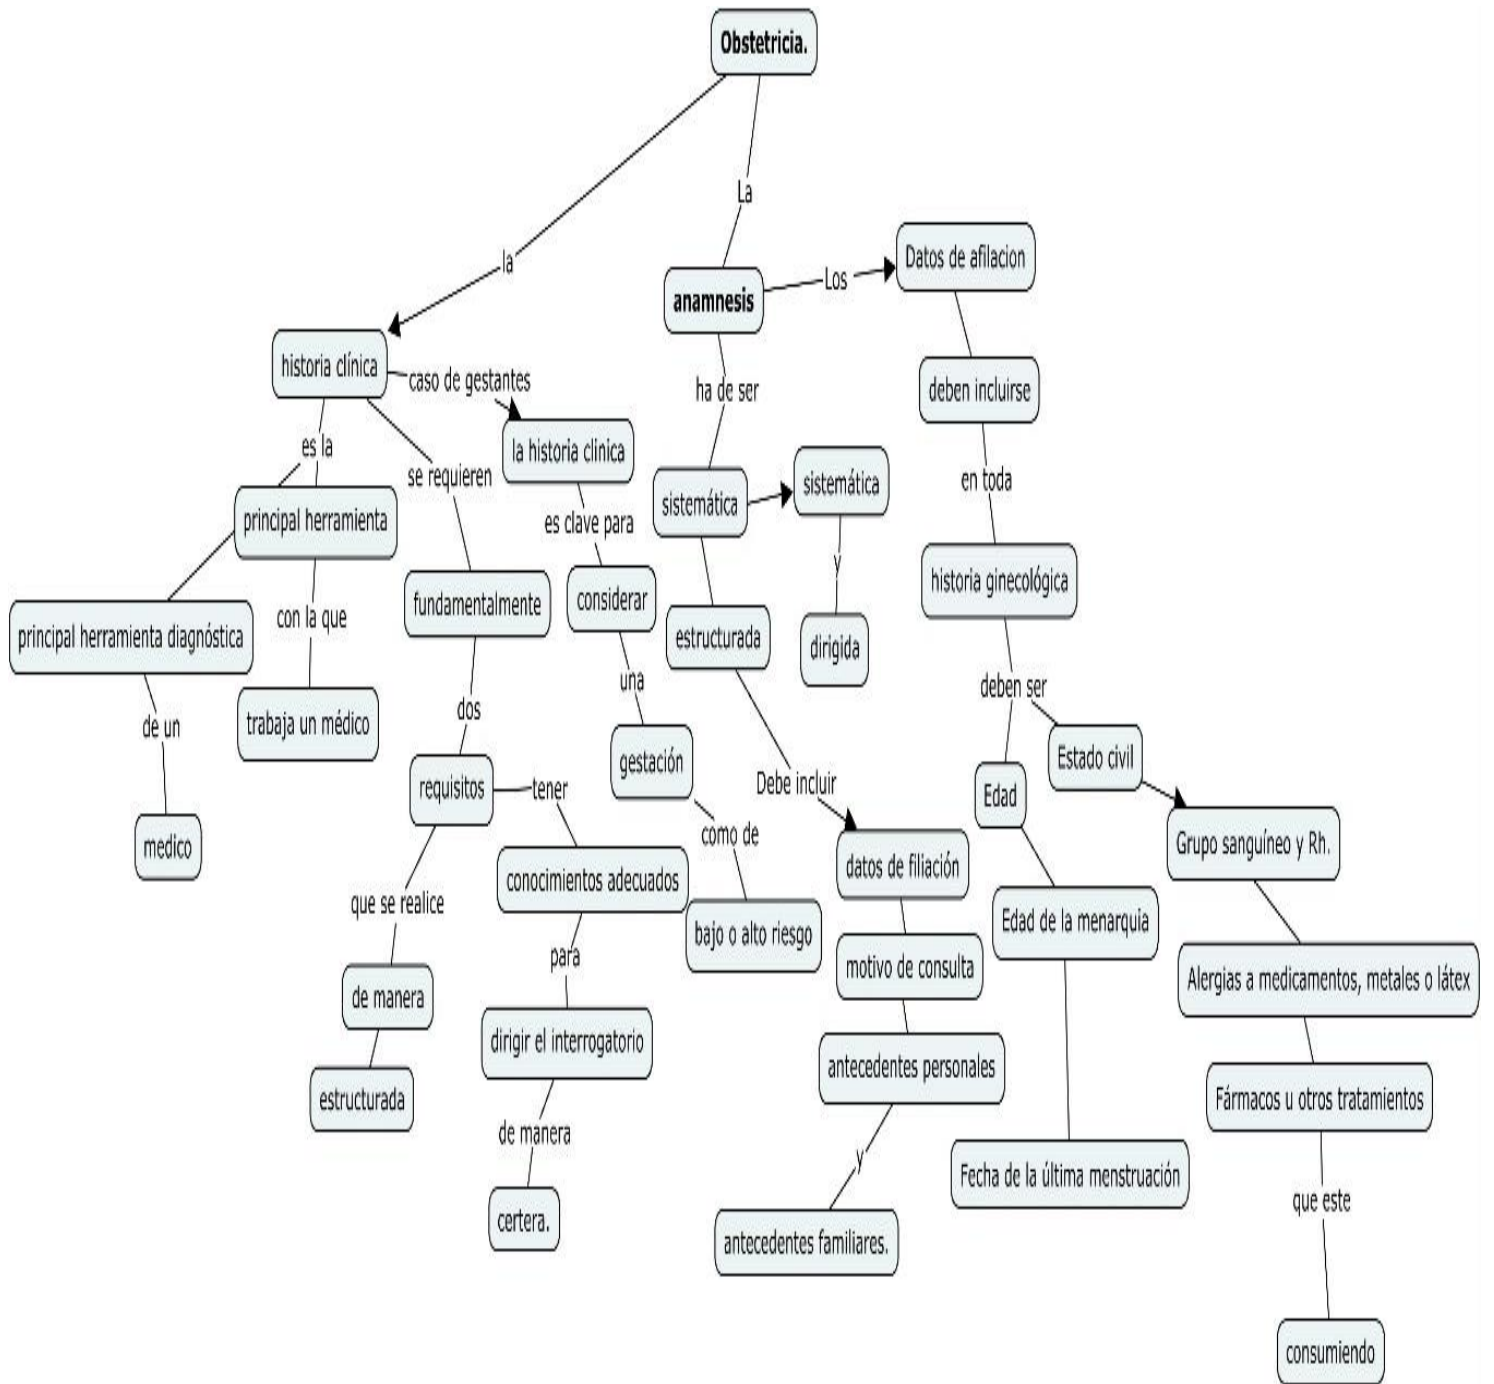 Obstetricia.
la
La
Datos de afilacion
Los
anamnesis
historia clínica
caso de gestantes
ha de ser
deben incluirse
es la
la historia clinica
se requieren
sistemática
en toda
sistemática
principal herramienta
es clave para
y
historia ginecológica
fundamentalmente
considerar
con la que
principal herramienta diagnóstica
estructurada
dirigida
una
deben ser
dos
de un
trabaja un médico
gestación
Estado civil
requisitos
tener
Debe incluir
Edad
como de
medico
Grupo sanguíneo y Rh.
datos de filiación
conocimientos adecuados
que se realice
bajo o alto riesgo
Edad de la menarquia
para
motivo de consulta
Alergias a medicamentos, metales o látex
de manera
dirigir el interrogatorio
antecedentes personales
estructurada
Fármacos u otros tratamientos
de manera
y
Fecha de la última menstruación
que este
certera.
antecedentes familiares.
consumiendo